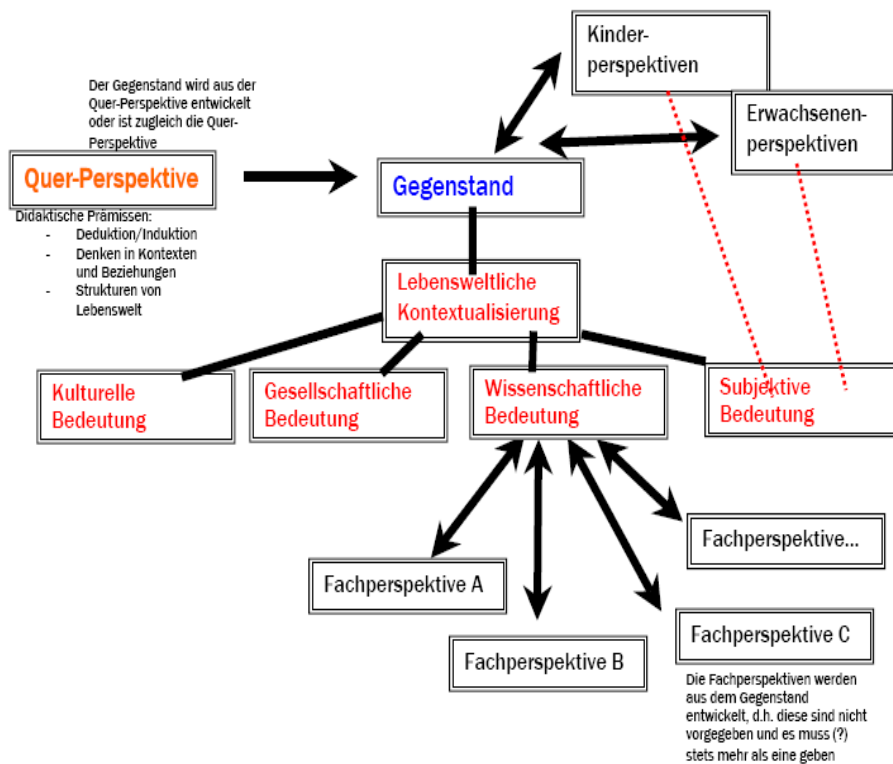 Kinder-
perspektiven
Der Gegenstand wird aus der
Quer-Perspektive entwickelt
oder ist zugleich die Quer-
Perspektive
Erwachsenen-
perspektiven
Quer-Perspektive
Gegenstand
Didaktische Prämissen:
- Deduktion/Induktion
- Denken in Kontexten
und Beziehungen
- Strukturen von
Lebenswelt
Lebensweltliche
Kontextualisierung
Kulturelle
Bedeutung
Gesellschaftliche
Bedeutung
Wissenschaftliche
Bedeutung
Subjektive
Bedeutung
Fachperspektive...
Fachperspektive A
Fachperspektive B
Fachperspektive C
Die Fachperspektiven werden
aus dem Gegenstand
entwickelt, d.h. diese sind nicht
vorgegeben und es muss (?)
stets mehr als eine geben